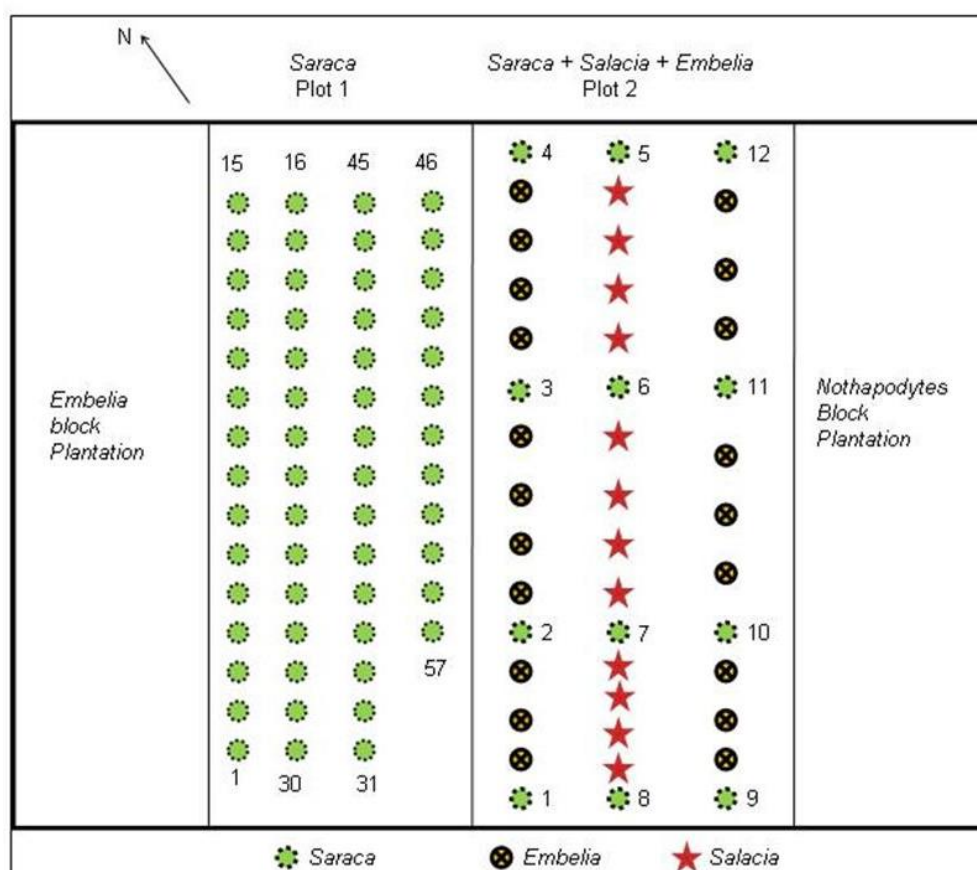 N
Saraca
Plot 1
Saraca + Salacia + Embelia
Plot 2
Embelia
block
Plantation
15 16 45 46
57
1 30 31
4 5 12
3 6 11
2 7 10
1 8 9
Nothapodytes
Block
Plantation
Saraca Embelia Salacia